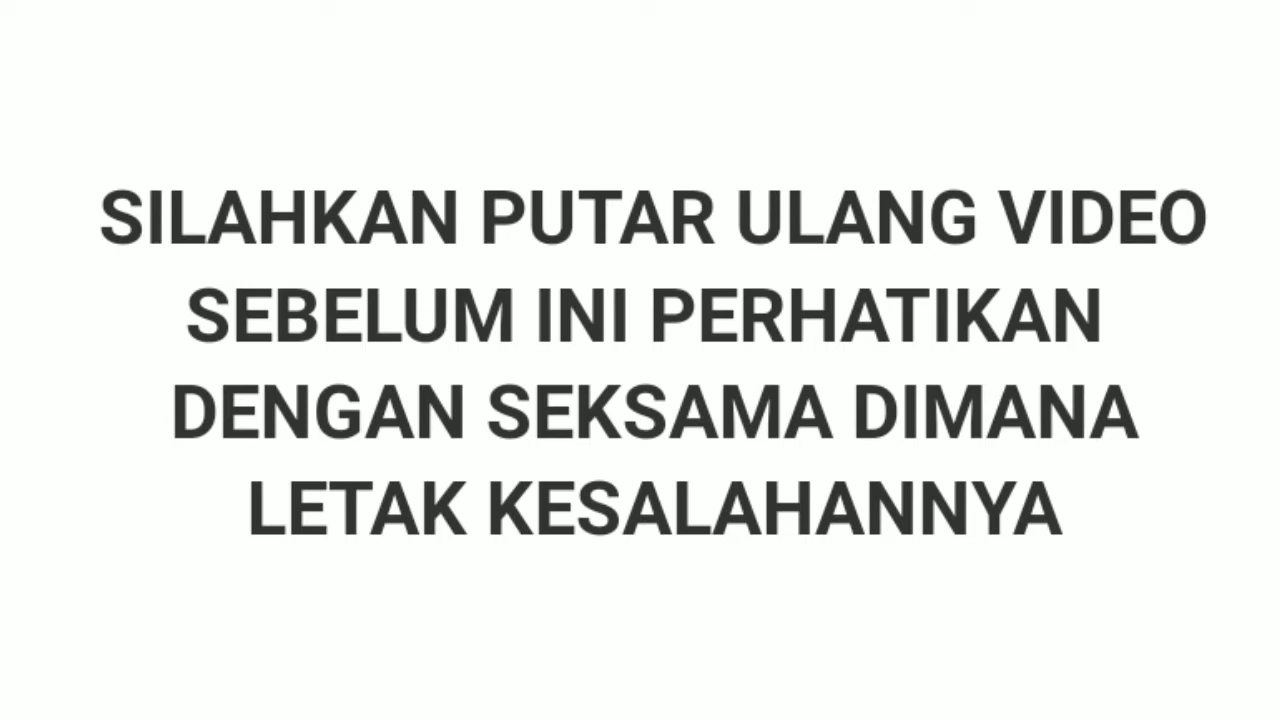 SILAHKAN PUTAR ULANG VIDEO
SEBELUM INI PERHATIKAN
DENGAN SEKSAMA DIMANA
LETAK KESALAHANNYA